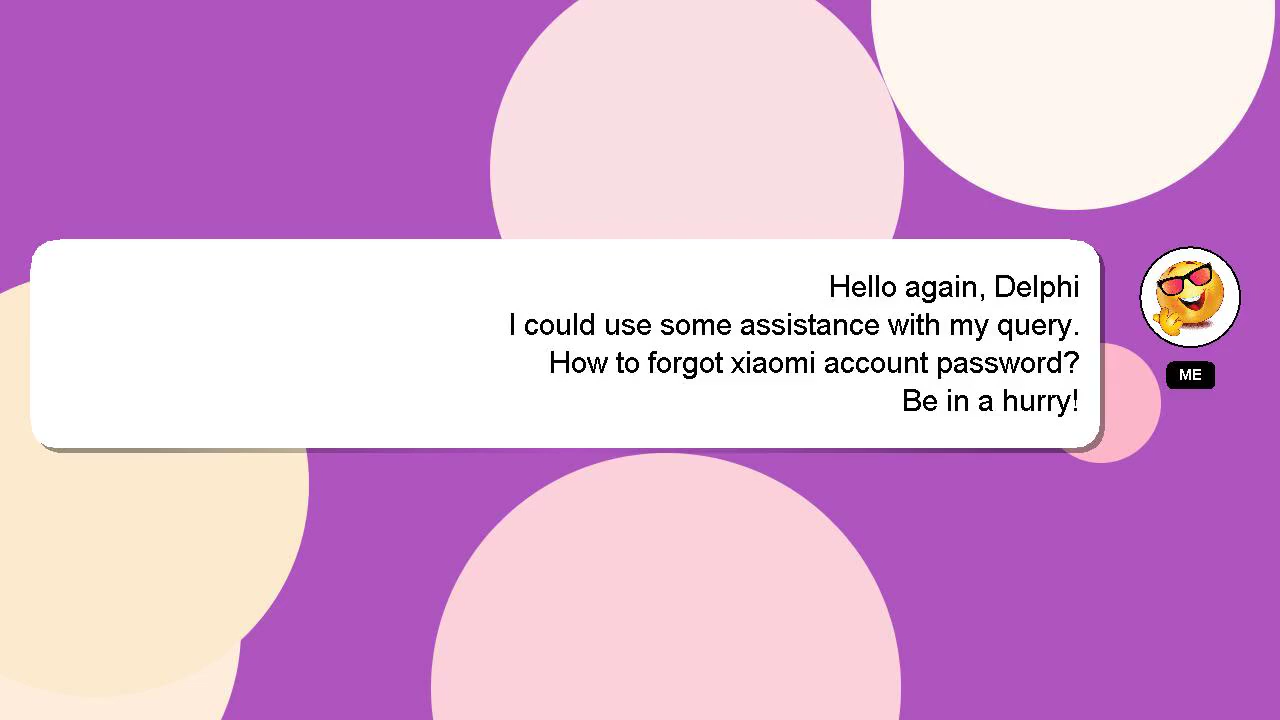 Hello again, Delphi
I could use some assistance with my query.
How to forgot xiaomi account password?
Be in a hurry!
ME